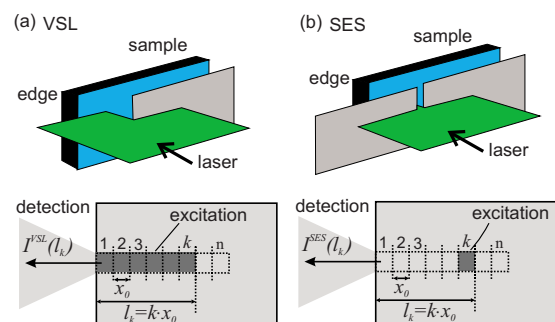 (a) VSL
sample
edge
laser
detection
excitation
I^VSL(l_k)
1 2 3 k n
x_0
l_k=k·x_0
(b) SES
sample
edge
laser
detection
excitation
I^SES(l_k)
1 2 3 k n
x_0
l_k=k·x_0